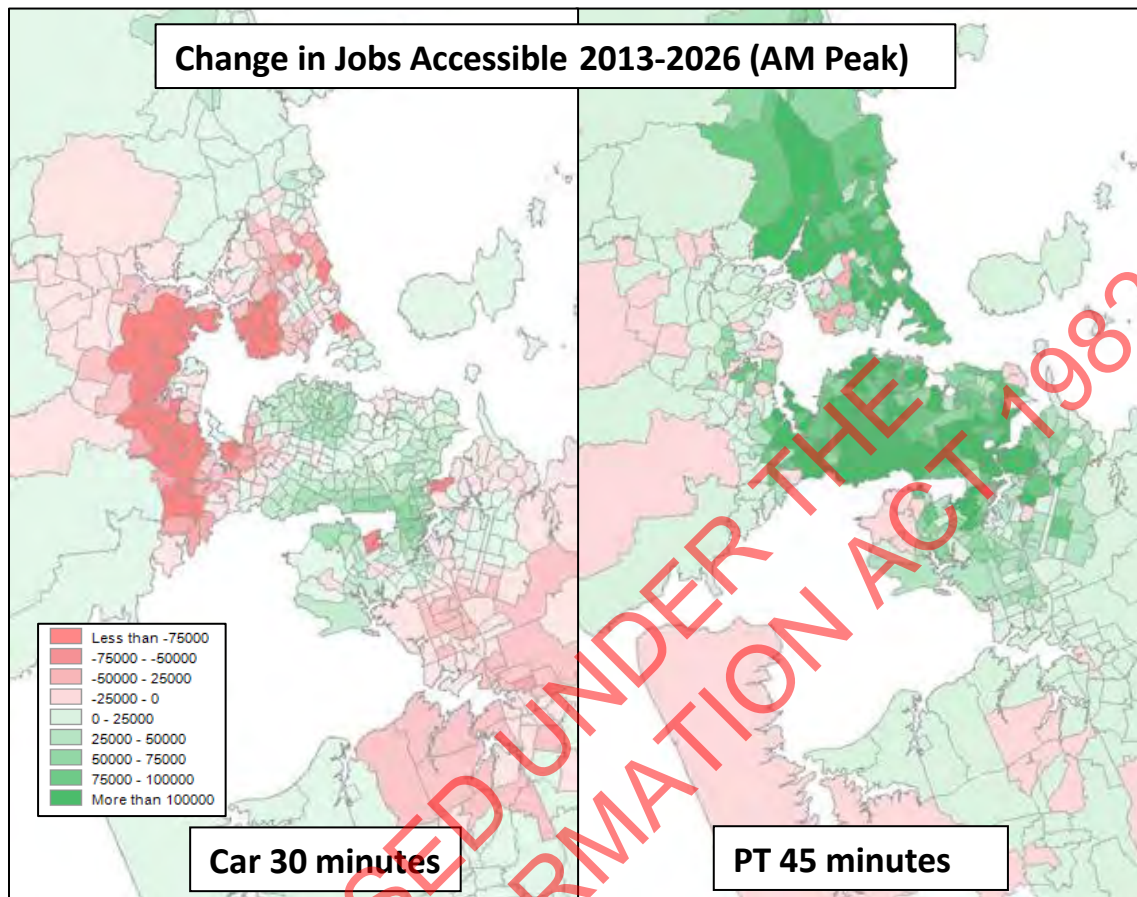 Change in Jobs Accessible 2013-2026 (AM Peak)
Less than -75000
-75000 - -50000
-50000 - 25000
-25000 - 0
0 - 25000
25000 - 50000
50000 - 75000
75000 - 100000
More than 100000
Car 30 minutes
PT 45 minutes
SED UNDER THE
RMATION ACT 1982